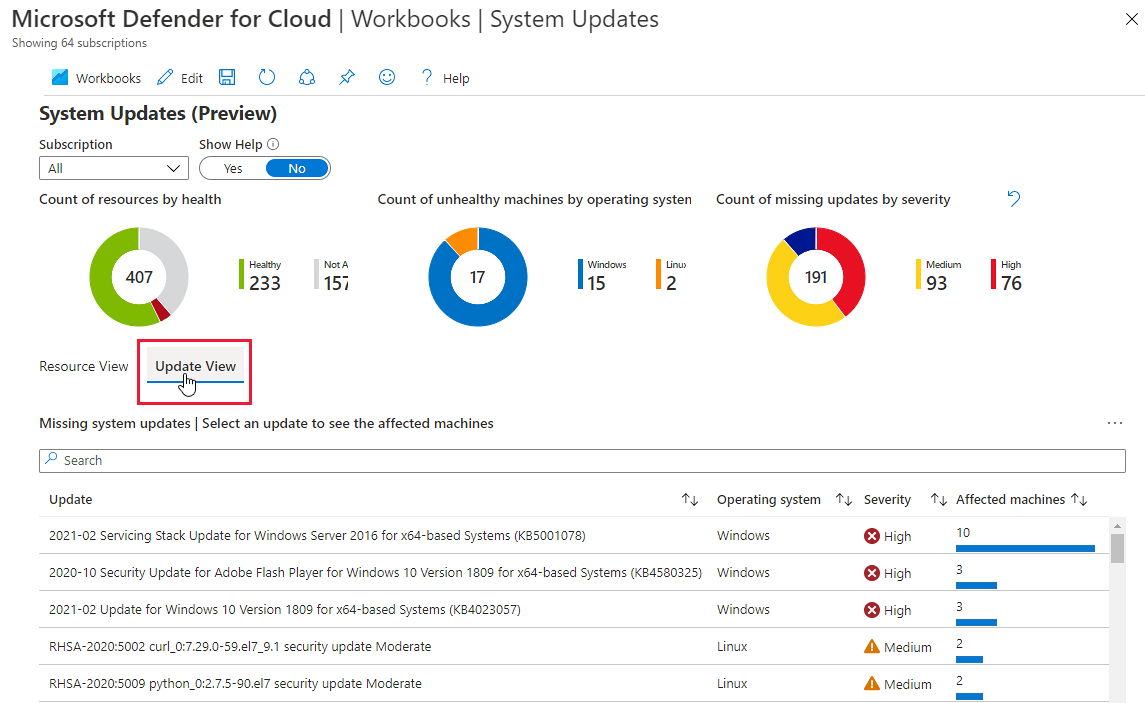 Microsoft Defender for Cloud | Workbooks | System Updates
Showing 64 subscriptions
Workbooks Edit Help
System Updates (Preview)
Subscription Show Help
All Yes No
Count of resources by health Count of unhealthy machines by operating system Count of missing updates by severity
407 Healthy 233 Not A 157 17 Windows 15 Linux 2 191 Medium 93 High 76
Resource View Update View
Missing system updates | Select an update to see the affected machines
Search
Update Operating system Severity Affected machines
2021-02 Servicing Stack Update for Windows Server 2016 for x64-based Systems (KB5001078) Windows High 10
2020-10 Security Update for Adobe Flash Player for Windows 10 Version 1809 for x64-based Systems (KB4580325) Windows High 3
2021-02 Update for Windows 10 Version 1809 for x64-based Systems (KB4023057) Windows High 3
RHSA-2020:5002 curl_0:7.29.0-59.el7_9.1 security update Moderate Linux Medium 2
RHSA-2020:5009 python_0:2.7.5-90.el7 security update Moderate Linux Medium 2